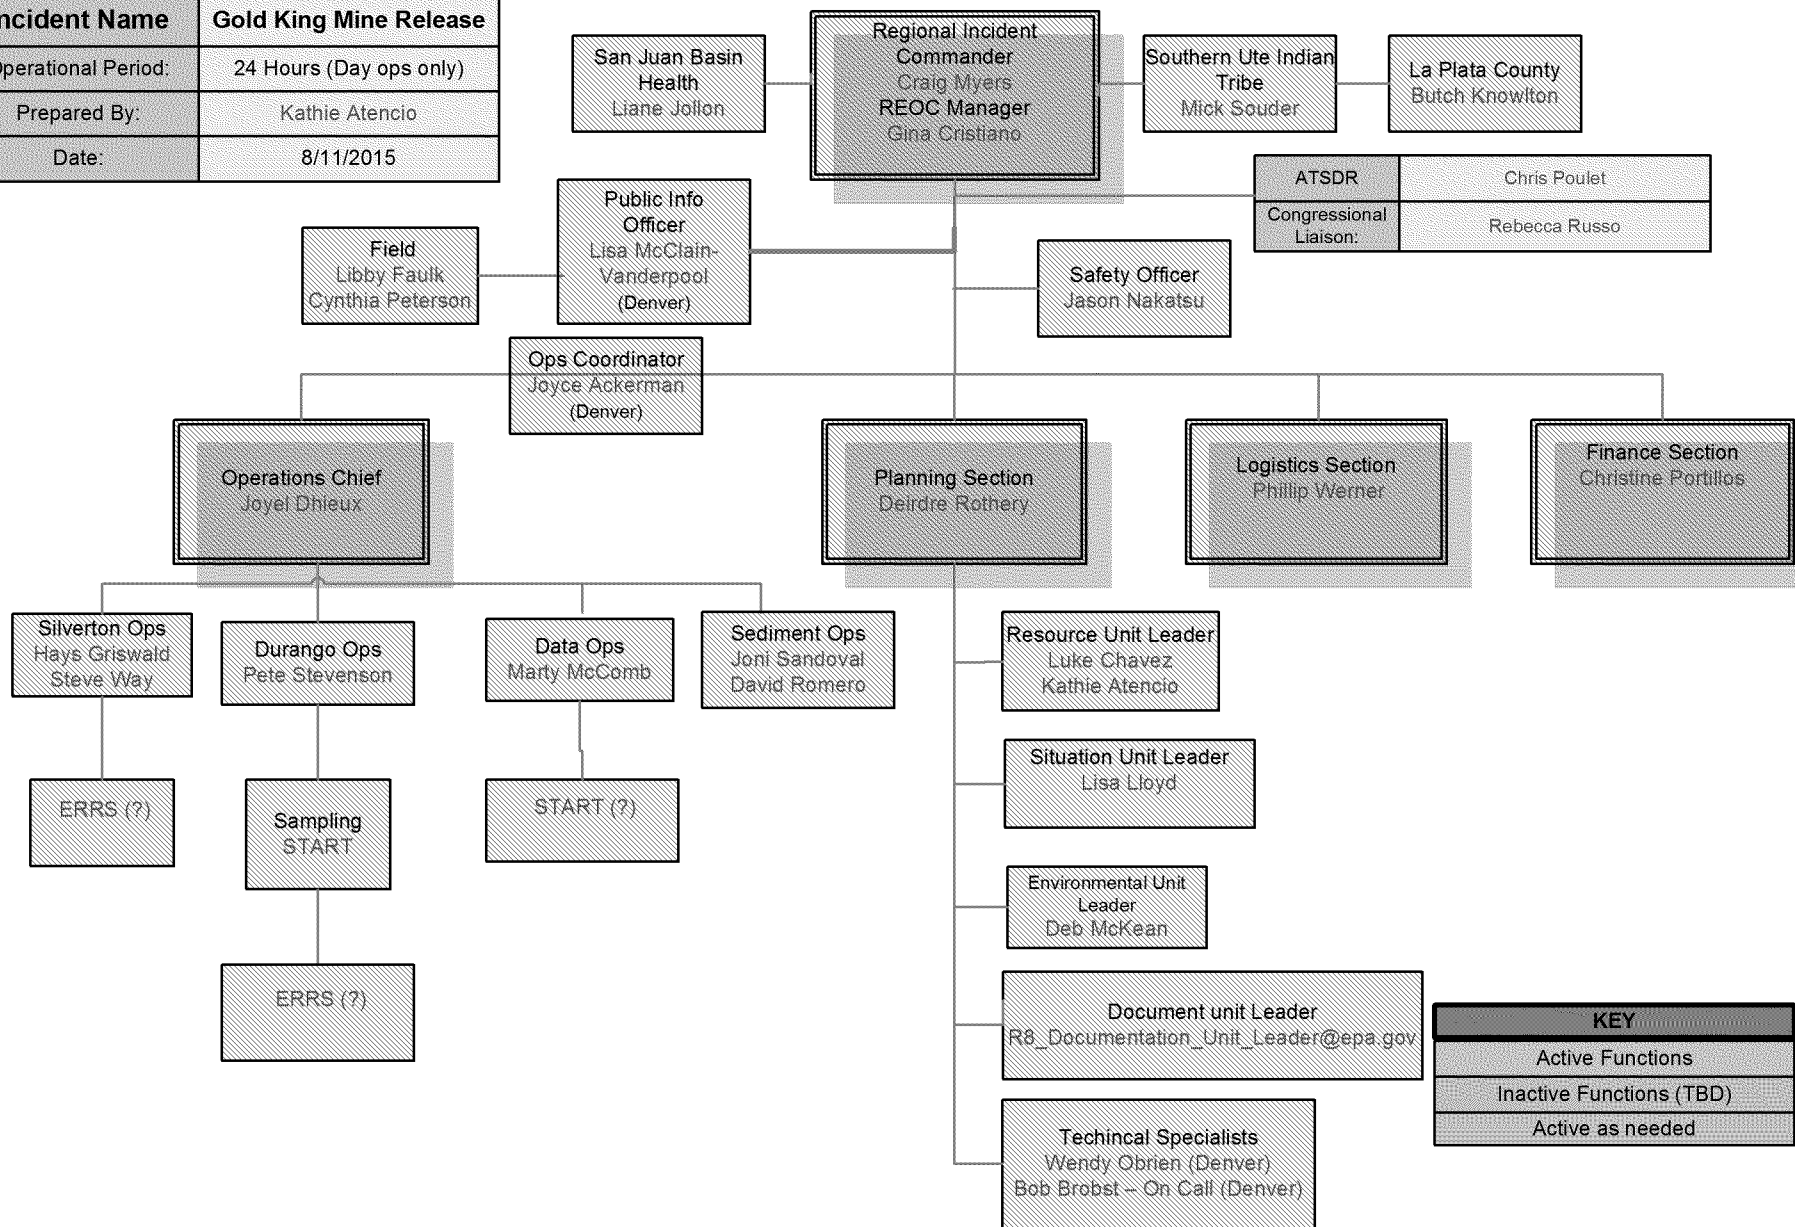 ncident Name Gold King Mine Release
Operational Period: 24 Hours (Day ops only)
Prepared By: Kathie Atencio
Date: 8/11/2015
San Juan Basin
Health
Liane Jollon
Regional Incident
Commander
Craig Myers
REOC Manager
Gina Cristiano
Southern Ute Indian
Tribe
Mick Souder
La Plata County
Butch Knowlton
ATSDR Chris Poulet
Congressional
Liaison:
Rebecca Russo
Public Info
Officer
Lisa McClain-
Vanderpool
(Denver)
Field
Libby Faulk
Cynthia Peterson
Safety Officer
Jason Nakatsu
Ops Coordinator
Joyce Ackerman
(Denver)
Operations Chief
Joyel Dhieux
Planning Section
Deirdre Rothery
Logistics Section
Phillip Werner
Finance Section
Christine Portillos
Silverton Ops
Hays Griswald
Steve Way
Durango Ops
Pete Stevenson
Data Ops
Marty McComb
Sediment Ops
Joni Sandoval
David Romero
ERRS (?)
Sampling
START
START (?)
ERRS (?)
Resource Unit Leader
Luke Chavez
Kathie Atencio
Situation Unit Leader
Lisa Lloyd
Environmental Unit
Leader
Deb McKean
Document unit Leader
R8_Documentation_Unit_Leader@epa.gov
Techincal Specialists
Wendy Obrien (Denver)
Bob Brobst – On Call (Denver)
KEY
Active Functions
Inactive Functions (TBD)
Active as needed